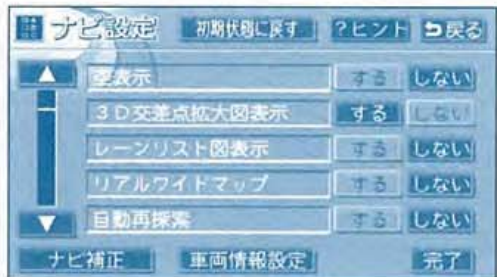 ナビ設定 初期状態に戻す ?ヒント 戻る
空表示 する しない
3D交差点拡大図表示 する しない
レーンリスト図表示 する しない
リアルワイドマップ する しない
自動再探索 する しない
ナビ補正 車両情報設定 完了